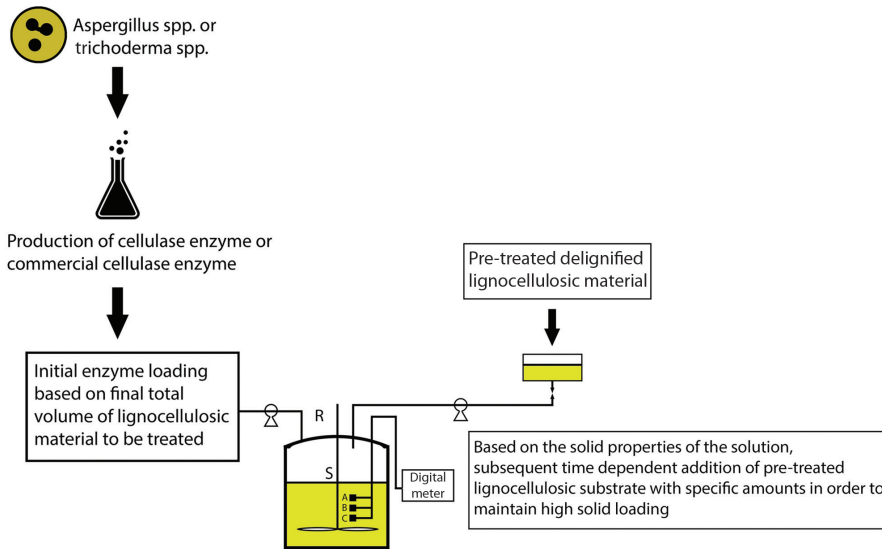 Aspergillus spp. or
trichoderma spp.
Production of cellulase enzyme or
commercial cellulase enzyme
Initial enzyme loading
based on final total
volume of lignocellulosic
material to be treated
Pre-treated delignified
lignocellulosic material
R
S
A
B
C
Digital
meter
Based on the solid properties of the solution,
subsequent time dependent addition of pre-treated
lignocellulosic substrate with specific amounts in order to
maintain high solid loading